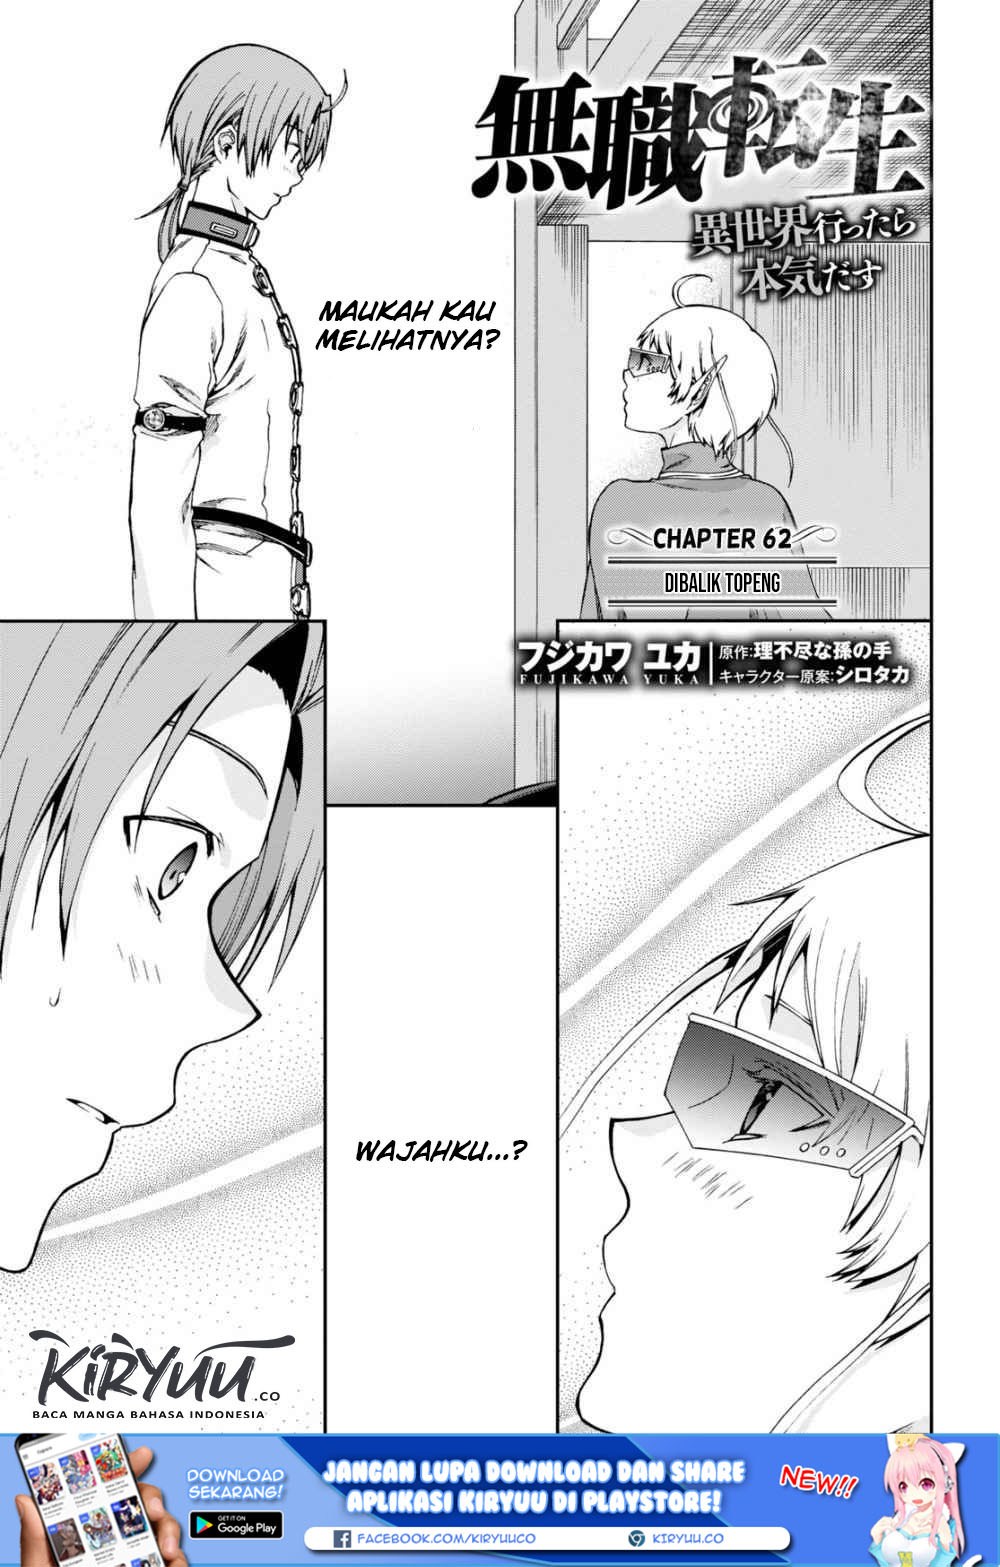 無職転生
異世界行ったら
本気だす
MAUKAH KAU
MELIHATNYA?
CHAPTER 62
DIBALIK TOPENG
フジカワ ユカ
FUJIKAWA YUKA
原作:理不尽な孫の手
キャラクター原案:シロタカ
WAJAHKU...?
KIRYUU.CO
BACA MANGA BAHASA INDONESIA
DOWNLOAD
SEKARANG!
GET IT ON
Google Play
JANGAN LUPA DOWNLOAD DAN SHARE
APLIKASI KIRYUU DI PLAYSTORE!
NEW!!
FACEBOOK.COM/KIRYUUCO
KIRYUU.CO